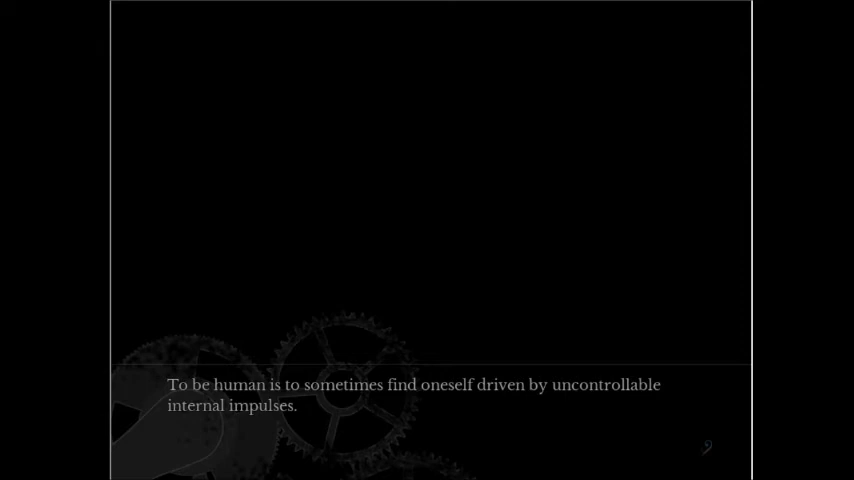 To be human is to sometimes find oneself driven by uncontrollable
internal impulses.